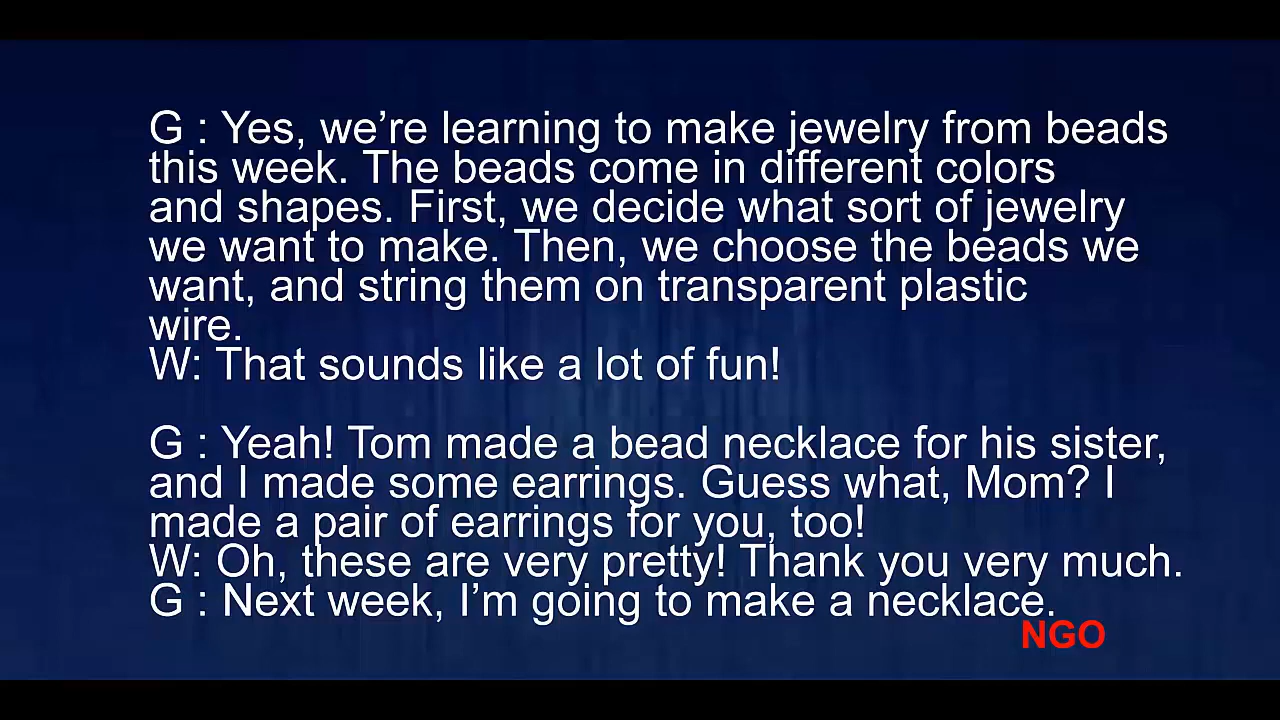 G : Yes, we’re learning to make jewelry from beads
this week. The beads come in different colors
and shapes. First, we decide what sort of jewelry
we want to make. Then, we choose the beads we
want, and string them on transparent plastic
wire.
W: That sounds like a lot of fun!
G : Yeah! Tom made a bead necklace for his sister,
and I made some earrings. Guess what, Mom? I
made a pair of earrings for you, too!
W: Oh, these are very pretty! Thank you very much.
G : Next week, I’m going to make a necklace.
NGO